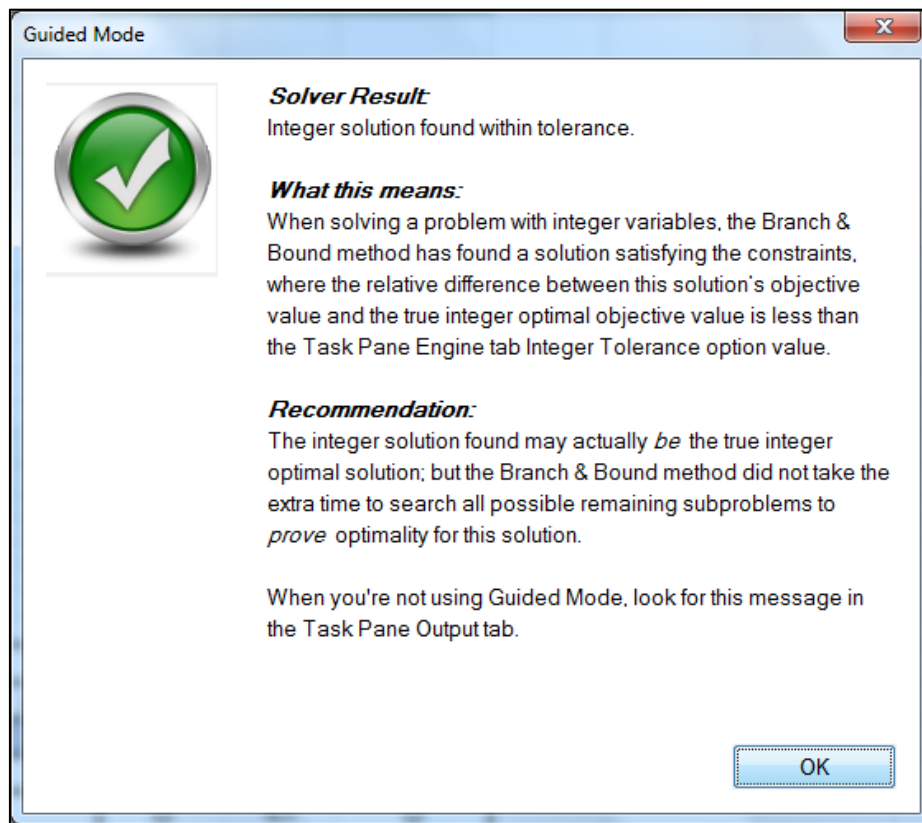 Guided Mode
Solver Result:
Integer solution found within tolerance.
What this means:
When solving a problem with integer variables, the Branch &
Bound method has found a solution satisfying the constraints,
where the relative difference between this solution's objective
value and the true integer optimal objective value is less than
the Task Pane Engine tab Integer Tolerance option value.
Recommendation:
The integer solution found may actually be the true integer
optimal solution; but the Branch & Bound method did not take the
extra time to search all possible remaining subproblems to
prove optimality for this solution.
When you're not using Guided Mode, look for this message in
the Task Pane Output tab.
OK